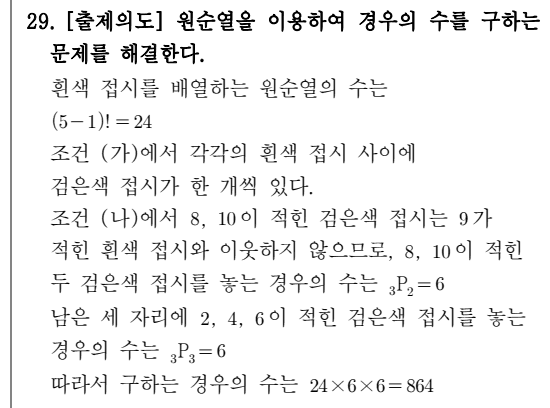 29. [출제의도] 원순열을 이용하여 경우의 수를 구하는
문제를 해결한다.
흰색 접시를 배열하는 원순열의 수는
(5-1)!=24
조건 (가)에서 각각의 흰색 접시 사이에
검은색 접시가 한 개씩 있다.
조건 (나)에서 8, 10이 적힌 검은색 접시는 9가
적힌 흰색 접시와 이웃하지 않으므로, 8, 10이 적힌
두 검은색 접시를 놓는 경우의 수는 ₃P₂=6
남은 세 자리에 2, 4, 6이 적힌 검은색 접시를 놓는
경우의 수는 ₃P₃=6
따라서 구하는 경우의 수는 24×6×6=864